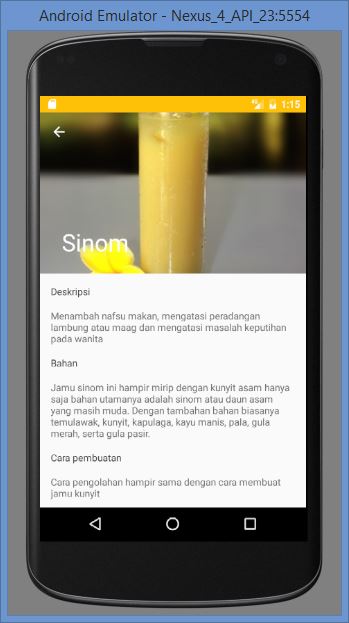 Android Emulator - Nexus_4_API_23:5554
4G 1:15
Sinom
Deskripsi
Menambah nafsu makan, mengatasi peradangan
lambung atau maag dan mengatasi masalah keputihan
pada wanita
Bahan
Jamu sinom ini hampir mirip dengan kunyit asam hanya
saja bahan utamanya adalah sinom atau daun asam
yang masih muda. Dengan tambahan bahan biasanya
temulawak, kunyit, kapulaga, kayu manis, pala, gula
merah, serta gula pasir.
Cara pembuatan
Cara pengolahan hampir sama dengan cara membuat
jamu kunyit